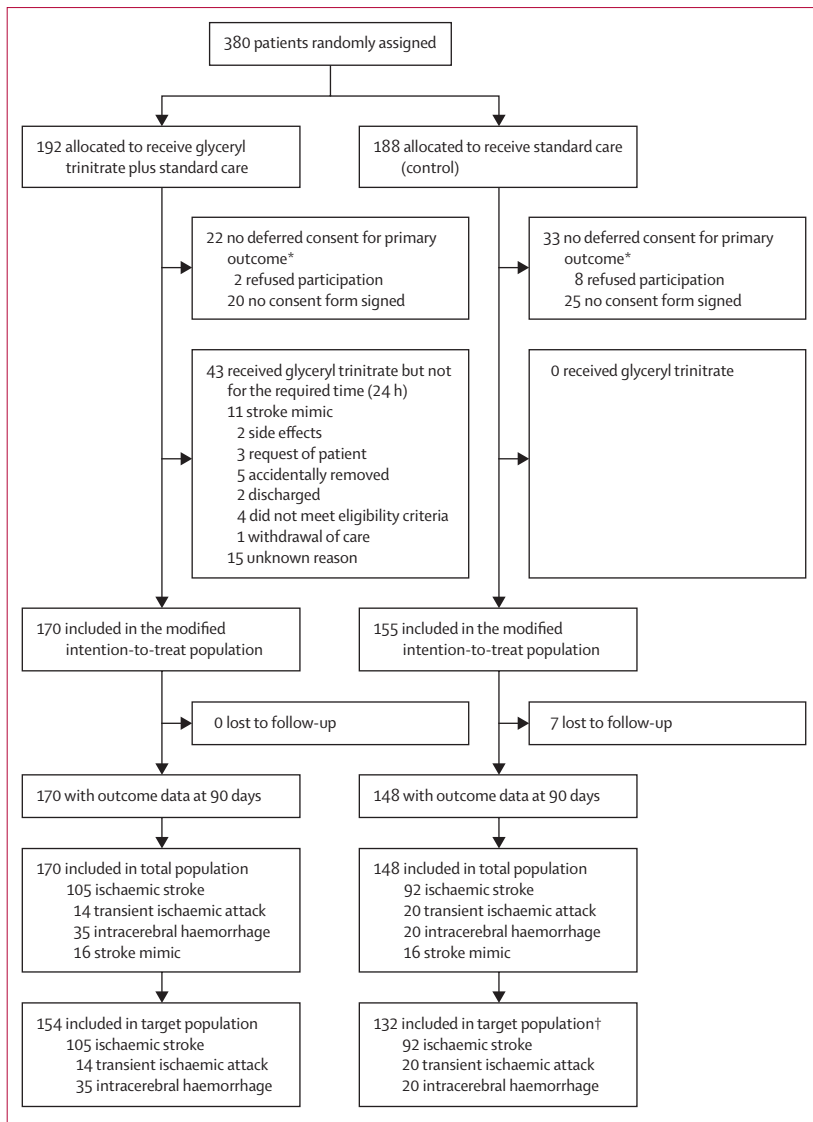 380 patients randomly assigned
192 allocated to receive glyceryl
trinitrate plus standard care
188 allocated to receive standard care
(control)
22 no deferred consent for primary
outcome*
2 refused participation
20 no consent form signed
33 no deferred consent for primary
outcome*
8 refused participation
25 no consent form signed
43 received glyceryl trinitrate but not
for the required time (24 h)
11 stroke mimic
2 side effects
3 request of patient
5 accidentally removed
2 discharged
4 did not meet eligibility criteria
1 withdrawal of care
15 unknown reason
0 received glyceryl trinitrate
170 included in the modified
intention-to-treat population
155 included in the modified
intention-to-treat population
0 lost to follow-up
7 lost to follow-up
170 with outcome data at 90 days
148 with outcome data at 90 days
170 included in total population
105 ischaemic stroke
14 transient ischaemic attack
35 intracerebral haemorrhage
16 stroke mimic
148 included in total population
92 ischaemic stroke
20 transient ischaemic attack
20 intracerebral haemorrhage
16 stroke mimic
154 included in target population
105 ischaemic stroke
14 transient ischaemic attack
35 intracerebral haemorrhage
132 included in target population†
92 ischaemic stroke
20 transient ischaemic attack
20 intracerebral haemorrhage